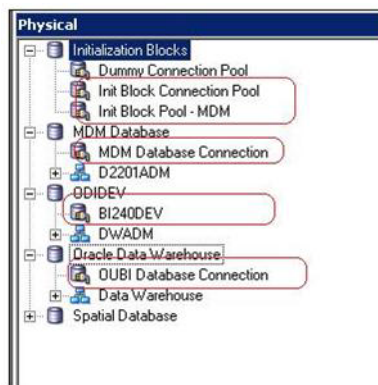 Physical
Initialization Blocks
Dummy Connection Pool
Init Block Connection Pool
Init Block Pool - MDM
MDM Database
MDM Database Connection
D2201ADM
ODIDEV
BI240DEV
DWADM
Oracle Data Warehouse
OUBI Database Connection
Data Warehouse
Spatial Database